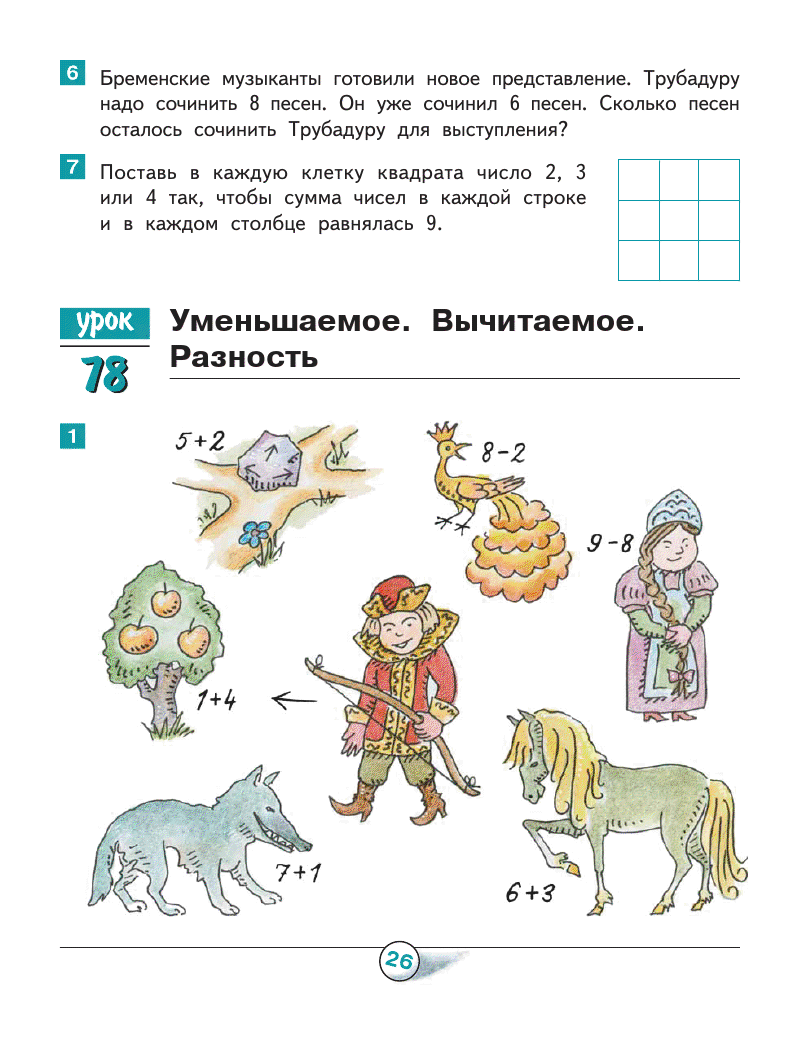 6 Бременские музыканты готовили новое представление. Трубадуру
надо сочинить 8 песен. Он уже сочинил 6 песен. Сколько песен
осталось сочинить Трубадуру для выступления?
7 Поставь в каждую клетку квадрата число 2, 3
или 4 так, чтобы сумма чисел в каждой строке
и в каждом столбце равнялась 9.
урок
78
Уменьшаемое. Вычитаемое.
Разность
1
5+2
8-2
9-8
1+4
7+1
6+3
26